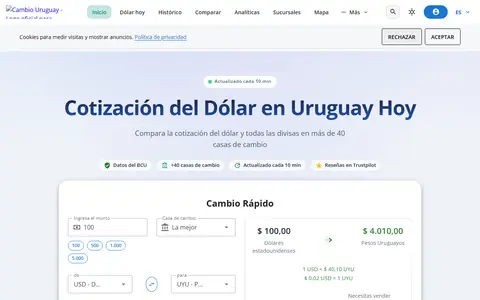 Cambio Uruguay -
Inicio
Dólar hoy
Histórico
Comparar
Analíticas
Sucursales
Mapa
Más
ES
Cookies para medir visitas y mostrar anuncios. Política de privacidad
RECHAZAR
ACEPTAR
Actualizado cada 10 min
Cotización del Dólar en Uruguay Hoy
Compara la cotización del dólar y todas las divisas en más de 40
casas de cambio
Datos del BCU
+40 casas de cambio
Actualizado cada 10 min
Reseñas en Trustpilot
Cambio Rápido
Ingresa el monto
100
Casa de cambio
La mejor
100
500
1.000
5.000
de
USD - D...
para
UYU - P...
$ 100,00
Dólares
estadounidenses
$ 4.010,00
Pesos Uruguayos
1 USD = $ 40,10 UYU
$ 0.02 USD = 1 UYU
Necesitas vender